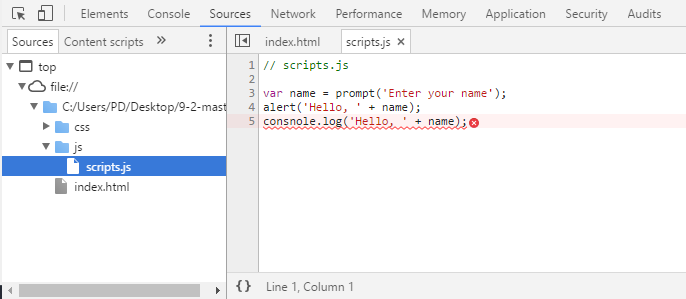 Elements Console Sources Network Performance Memory Application Security Audits
Sources Content scripts »
index.html scripts.js ×
top
file://
C:/Users/PD/Desktop/9-2-mast
css
js
scripts.js
index.html
1 // scripts.js
2
3 var name = prompt('Enter your name');
4 alert('Hello, ' + name);
5 consnole.log('Hello, ' + name);
{} Line 1, Column 1